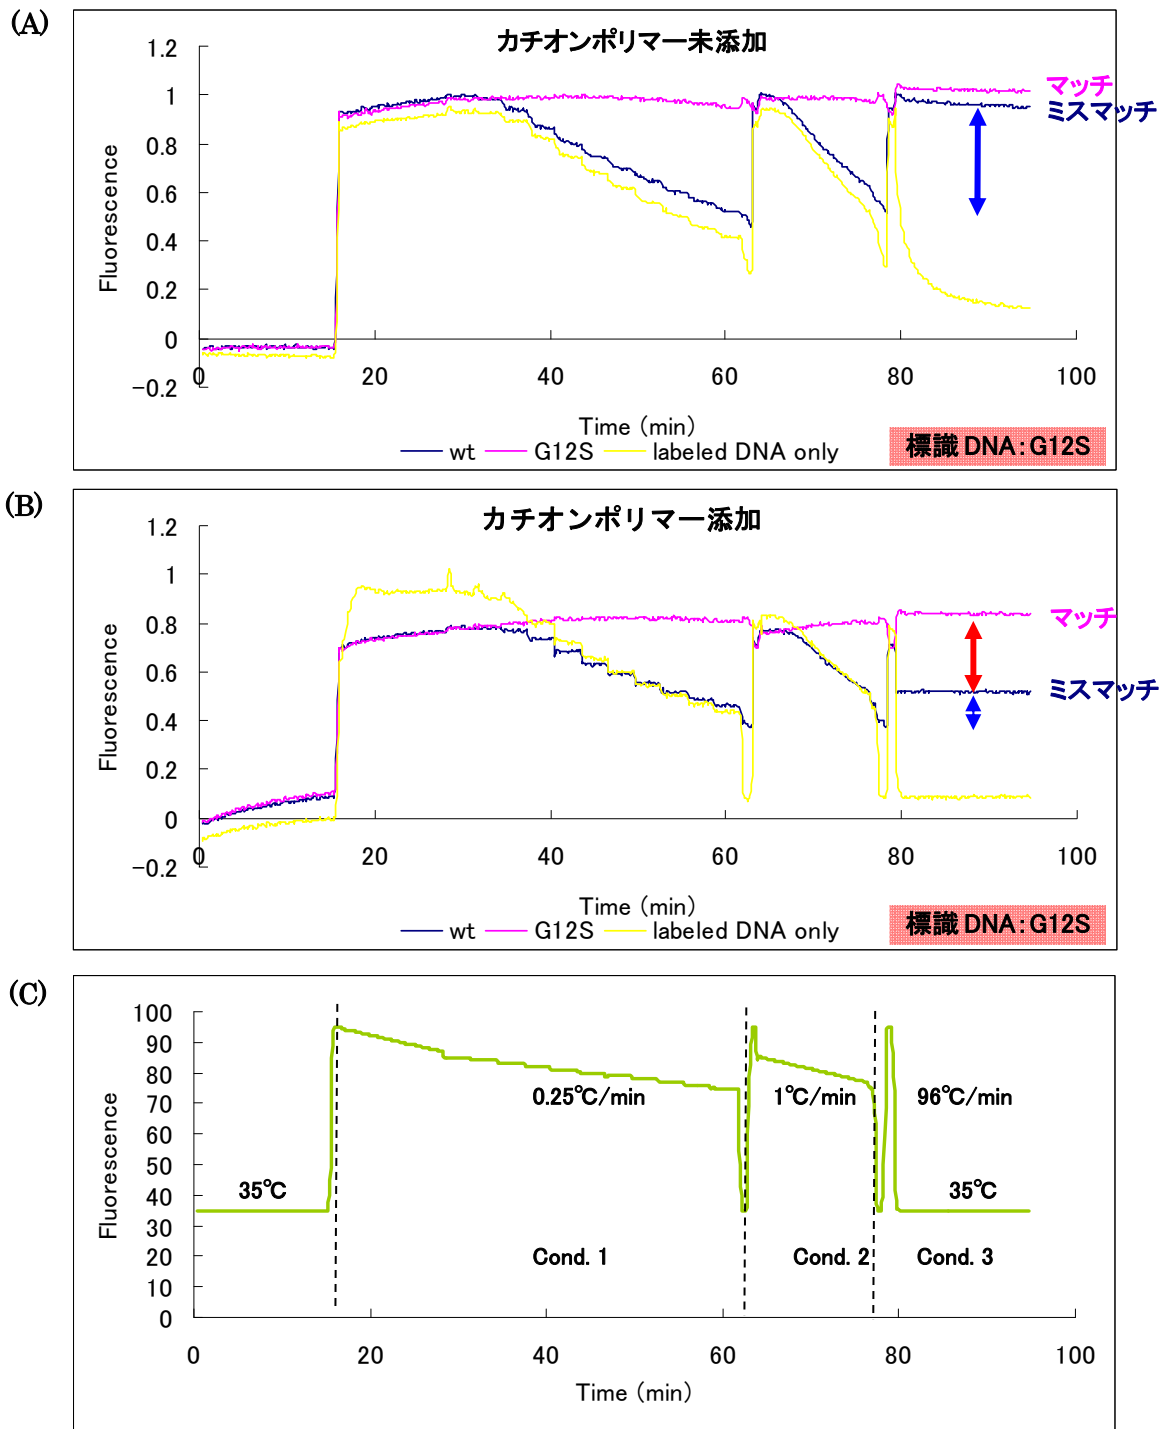 (A)
カチオンポリマー未添加
1.2
1
0.8
0.6
0.4
0.2
0
−0.2
Fluorescence
0 20 40 60 80 100
Time (min)
wt G12S labeled DNA only
マッチ
ミスマッチ
標識 DNA: G12S
(B)
カチオンポリマー添加
1.2
1
0.8
0.6
0.4
0.2
0
−0.2
Fluorescence
0 20 40 60 80 100
Time (min)
wt G12S labeled DNA only
マッチ
ミスマッチ
標識 DNA: G12S
(C)
100
90
80
70
60
50
40
30
20
10
0
Fluorescence
35℃
0.25℃/min
1℃/min
96℃/min
35℃
Cond. 1
Cond. 2
Cond. 3
0 20 40 60 80 100
Time (min)